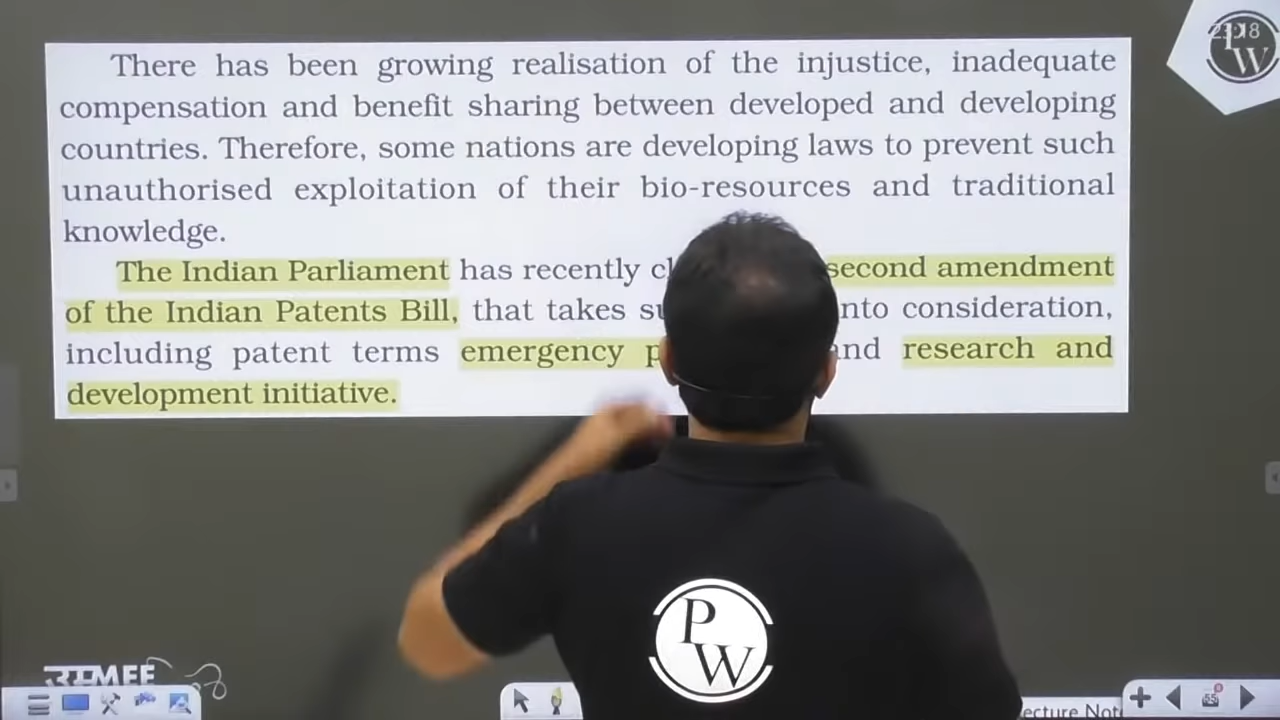 There has been growing realisation of the injustice, inadequate
compensation and benefit sharing between developed and developing
countries. Therefore, some nations are developing laws to prevent such
unauthorised exploitation of their bio-resources and traditional
knowledge.
The Indian Parliament has recently second amendment
of the Indian Patents Bill, that takes into consideration,
including patent terms emergency and research and
development initiative.
PW
PW